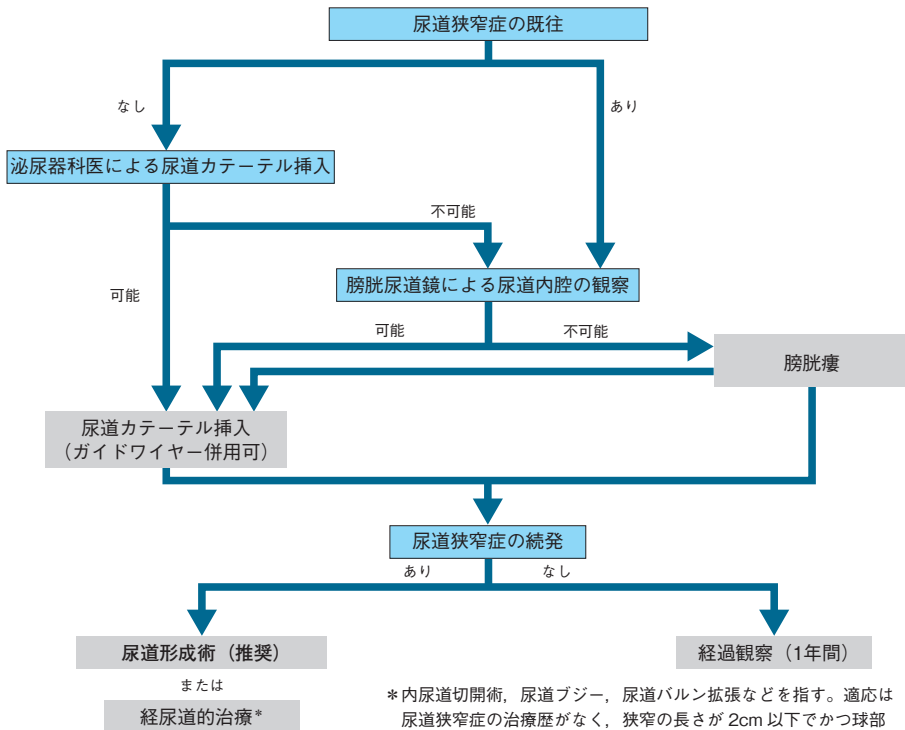 尿道狭窄症の既往
なし
あり
泌尿器科医による尿道カテーテル挿入
不可能
膀胱尿道鏡による尿道内腔の観察
可能
可能
不可能
膀胱瘻
尿道カテーテル挿入
（ガイドワイヤー併用可）
尿道狭窄症の続発
あり
なし
尿道形成術（推奨）
または
経尿道的治療*
経過観察（1年間）
*内尿道切開術，尿道ブジー，尿道バルン拡張などを指す。適応は
尿道狭窄症の治療歴がなく，狭窄の長さが 2cm 以下でかつ球部